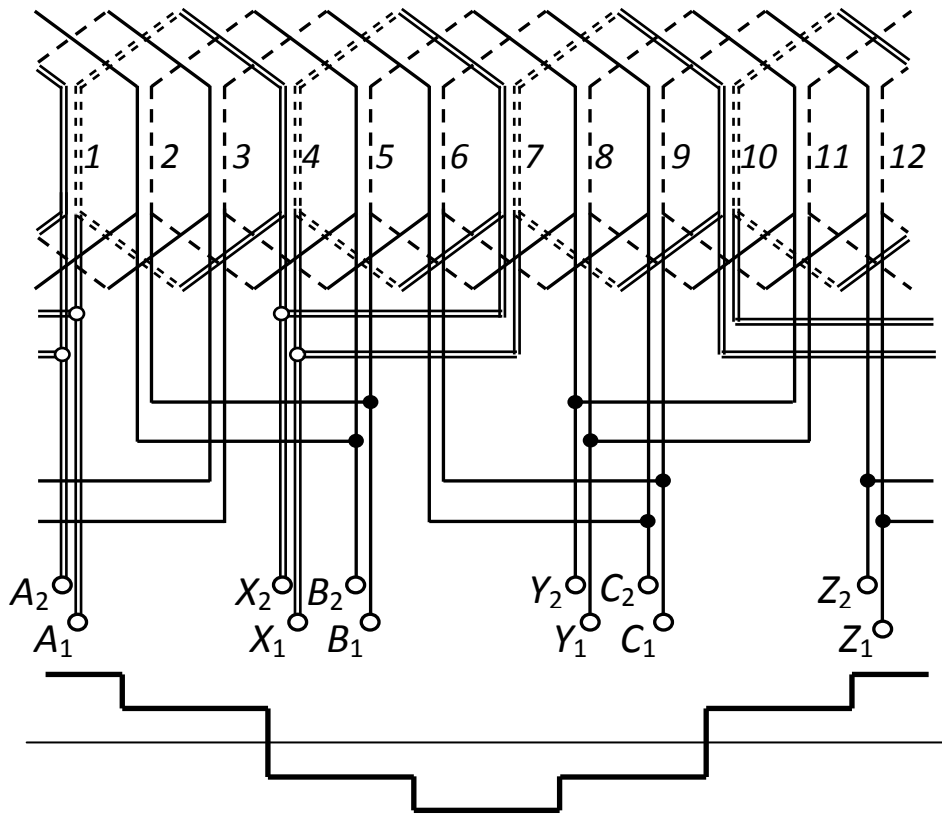 1 2 3 4 5 6 7 8 9 10 11 12
A₂ X₂ B₂ Y₂ C₂ Z₂
A₁ X₁ B₁ Y₁ C₁ Z₁